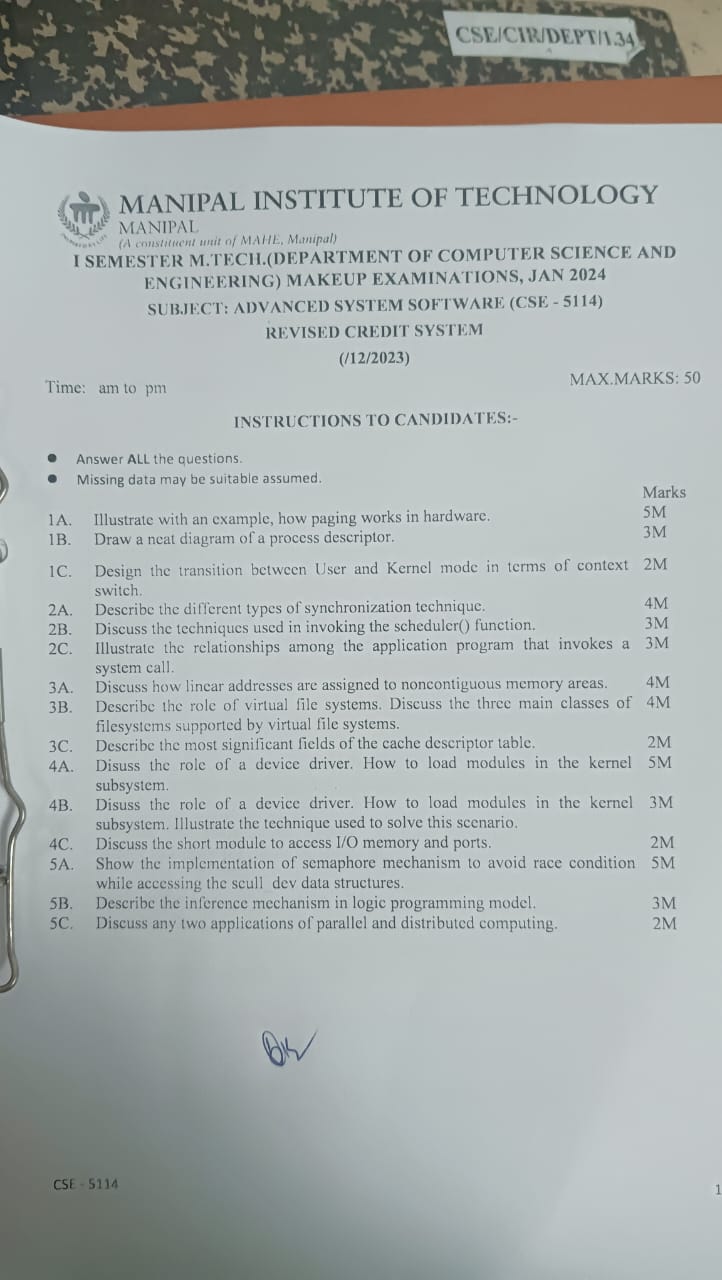 CSE/CIR/DEPT/1.34
MANIPAL INSTITUTE OF TECHNOLOGY
MANIPAL
(A constituent unit of MAHE, Manipal)
I SEMESTER M.TECH.(DEPARTMENT OF COMPUTER SCIENCE AND
ENGINEERING) MAKEUP EXAMINATIONS, JAN 2024
SUBJECT: ADVANCED SYSTEM SOFTWARE (CSE - 5114)
REVISED CREDIT SYSTEM
(/12/2023)
Time: am to pm MAX.MARKS: 50
INSTRUCTIONS TO CANDIDATES:-
• Answer ALL the questions.
• Missing data may be suitable assumed.
Marks
1A. Illustrate with an example, how paging works in hardware. 5M
1B. Draw a neat diagram of a process descriptor. 3M
1C. Design the transition between User and Kernel mode in terms of context 2M
switch.
2A. Describe the different types of synchronization technique. 4M
2B. Discuss the techniques used in invoking the scheduler() function. 3M
2C. Illustrate the relationships among the application program that invokes a 3M
system call.
3A. Discuss how linear addresses are assigned to noncontiguous memory areas. 4M
3B. Describe the role of virtual file systems. Discuss the three main classes of 4M
filesystems supported by virtual file systems.
3C. Describe the most significant fields of the cache descriptor table. 2M
4A. Disuss the role of a device driver. How to load modules in the kernel 5M
subsystem.
4B. Disuss the role of a device driver. How to load modules in the kernel 3M
subsystem. Illustrate the technique used to solve this scenario.
4C. Discuss the short module to access I/O memory and ports. 2M
5A. Show the implementation of semaphore mechanism to avoid race condition 5M
while accessing the scull_dev data structures.
5B. Describe the inference mechanism in logic programming model. 3M
5C. Discuss any two applications of parallel and distributed computing. 2M
CSE - 5114 1